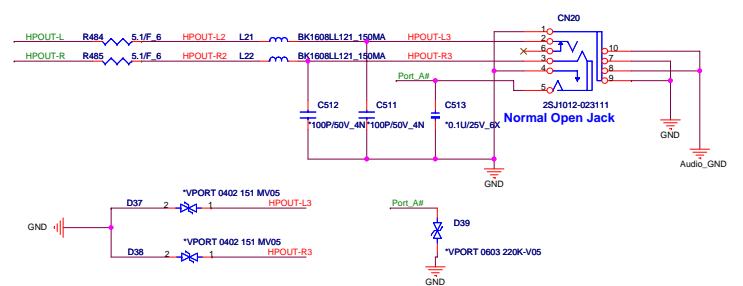 CN20
HPOUT-L R484 5.1/F_6 HPOUT-L2 L21 BK1608LL121_150MA HPOUT-L3
HPOUT-R R485 5.1/F_6 HPOUT-R2 L22 BK1608LL121_150MA HPOUT-R3
1
2
6
3
4
5
10
7
8
9
Port_A#
2SJ1012-023111
Normal Open Jack
C512
*100P/50V_4N
C511
*100P/50V_4N
C513
*0.1U/25V_6X
GND
GND
Audio_GND
*VPORT 0402 151 MV05
D37 2 1 HPOUT-L3
GND
*VPORT 0402 151 MV05
D38 2 1 HPOUT-R3
Port_A#
D39
*VPORT 0603 220K-V05
GND